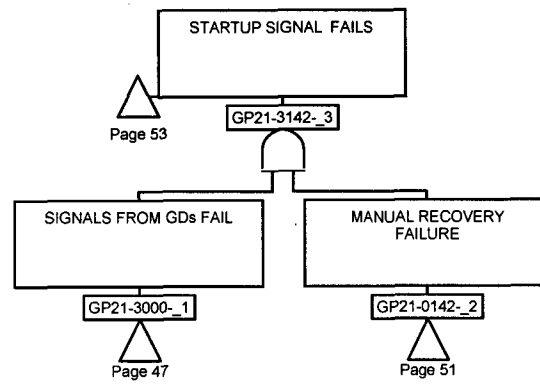 STARTUP SIGNAL FAILS
GP21-3142-_3
Page 53
SIGNALS FROM GDs FAIL
MANUAL RECOVERY
FAILURE
GP21-3000-_1
GP21-0142-_2
Page 47
Page 51